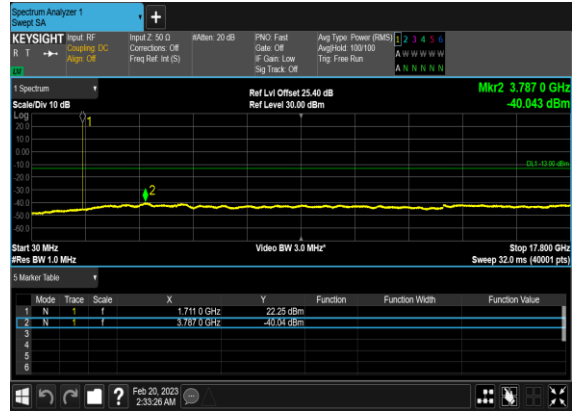 Spectrum Analyzer 1
Swept SA
KEYSIGHT Input: RF Input Z: 50 Ω #Atten: 20 dB PNO: Fast Avg Type: Power (RMS) 1 2 3 4 5 6
R T Coupling: DC Corrections: Off Gate: Off Avg|Hold: 100/100 A W W W W W
Align: Off Freq Ref: Int (S) IF Gain: Low Trig: Free Run
Sig Track: Off A N N N N N
1 Spectrum Ref Lvl Offset 25.40 dB Mkr2 3.787 0 GHz
Scale/Div 10 dB Ref Level 30.00 dBm -40.043 dBm
Log
1
20.0
10.0
0.00
-10.0
DL1 -13.00 dBm
-20.0
-30.0
2
-40.0
-50.0
-60.0
Start 30 MHz Video BW 3.0 MHz* Stop 17.800 GHz
#Res BW 1.0 MHz Sweep 32.0 ms (40001 pts)
5 Marker Table
Mode Trace Scale X Y Function Function Width Function Value
1 N 1 f 1.711 0 GHz 22.25 dBm
2 N 1 f 3.787 0 GHz -40.04 dBm
3
4
5
6
? Feb 20, 2023
2:33:26 AM